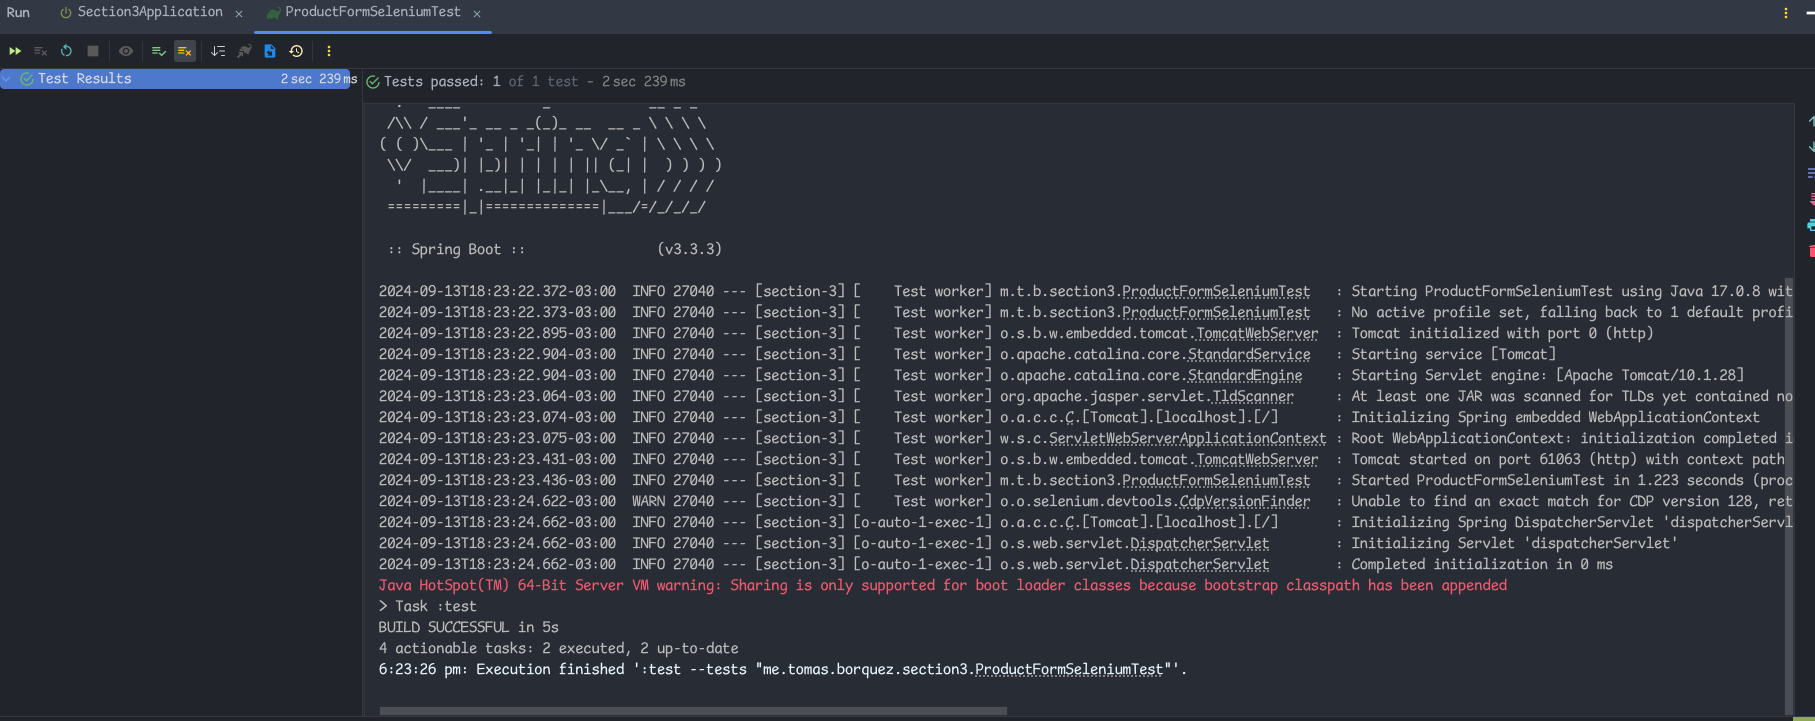 Run Section3Application ProductFormSeleniumTest
Test Results 2 sec 239 ms
Tests passed: 1 of 1 test – 2 sec 239 ms
  .   ____          _            __ _ _
 /\\ / ___'_ __ _ _(_)_ __  __ _ \ \ \ \
( ( )\___ | '_ | '_| | '_ \/ _` | \ \ \ \
 \\/  ___)| |_)| | | | | || (_| |  ) ) ) )
  '  |____| .__|_| |_|_| |_\__, | / / / /
 =========|_|==============|___/=/_/_/_/
:: Spring Boot ::                (v3.3.3)
2024-09-13T18:23:22.372-03:00  INFO 27040 --- [section-3] [    Test worker] m.t.b.section3.ProductFormSeleniumTest   : Starting ProductFormSeleniumTest using Java 17.0.8 wit
2024-09-13T18:23:22.373-03:00  INFO 27040 --- [section-3] [    Test worker] m.t.b.section3.ProductFormSeleniumTest   : No active profile set, falling back to 1 default profi
2024-09-13T18:23:22.895-03:00  INFO 27040 --- [section-3] [    Test worker] o.s.b.w.embedded.tomcat.TomcatWebServer  : Tomcat initialized with port 0 (http)
2024-09-13T18:23:22.904-03:00  INFO 27040 --- [section-3] [    Test worker] o.apache.catalina.core.StandardService   : Starting service [Tomcat]
2024-09-13T18:23:22.904-03:00  INFO 27040 --- [section-3] [    Test worker] o.apache.catalina.core.StandardEngine    : Starting Servlet engine: [Apache Tomcat/10.1.28]
2024-09-13T18:23:23.064-03:00  INFO 27040 --- [section-3] [    Test worker] org.apache.jasper.servlet.TldScanner     : At least one JAR was scanned for TLDs yet contained no
2024-09-13T18:23:23.074-03:00  INFO 27040 --- [section-3] [    Test worker] o.a.c.c.C.[Tomcat].[localhost].[/]       : Initializing Spring embedded WebApplicationContext
2024-09-13T18:23:23.075-03:00  INFO 27040 --- [section-3] [    Test worker] w.s.c.ServletWebServerApplicationContext : Root WebApplicationContext: initialization completed i
2024-09-13T18:23:23.431-03:00  INFO 27040 --- [section-3] [    Test worker] o.s.b.w.embedded.tomcat.TomcatWebServer  : Tomcat started on port 61063 (http) with context path
2024-09-13T18:23:23.436-03:00  INFO 27040 --- [section-3] [    Test worker] m.t.b.section3.ProductFormSeleniumTest   : Started ProductFormSeleniumTest in 1.223 seconds (proc
2024-09-13T18:23:24.622-03:00  WARN 27040 --- [section-3] [    Test worker] o.o.selenium.devtools.CdpVersionFinder   : Unable to find an exact match for CDP version 128, ret
2024-09-13T18:23:24.662-03:00  INFO 27040 --- [section-3] [o-auto-1-exec-1] o.a.c.c.C.[Tomcat].[localhost].[/]       : Initializing Spring DispatcherServlet 'dispatcherServl
2024-09-13T18:23:24.662-03:00  INFO 27040 --- [section-3] [o-auto-1-exec-1] o.s.web.servlet.DispatcherServlet        : Initializing Servlet 'dispatcherServlet'
2024-09-13T18:23:24.662-03:00  INFO 27040 --- [section-3] [o-auto-1-exec-1] o.s.web.servlet.DispatcherServlet        : Completed initialization in 0 ms
Java HotSpot(TM) 64-Bit Server VM warning: Sharing is only supported for boot loader classes because bootstrap classpath has been appended
> Task :test
BUILD SUCCESSFUL in 5s
4 actionable tasks: 2 executed, 2 up-to-date
6:23:26 pm: Execution finished ':test --tests "me.tomas.borquez.section3.ProductFormSeleniumTest"'.